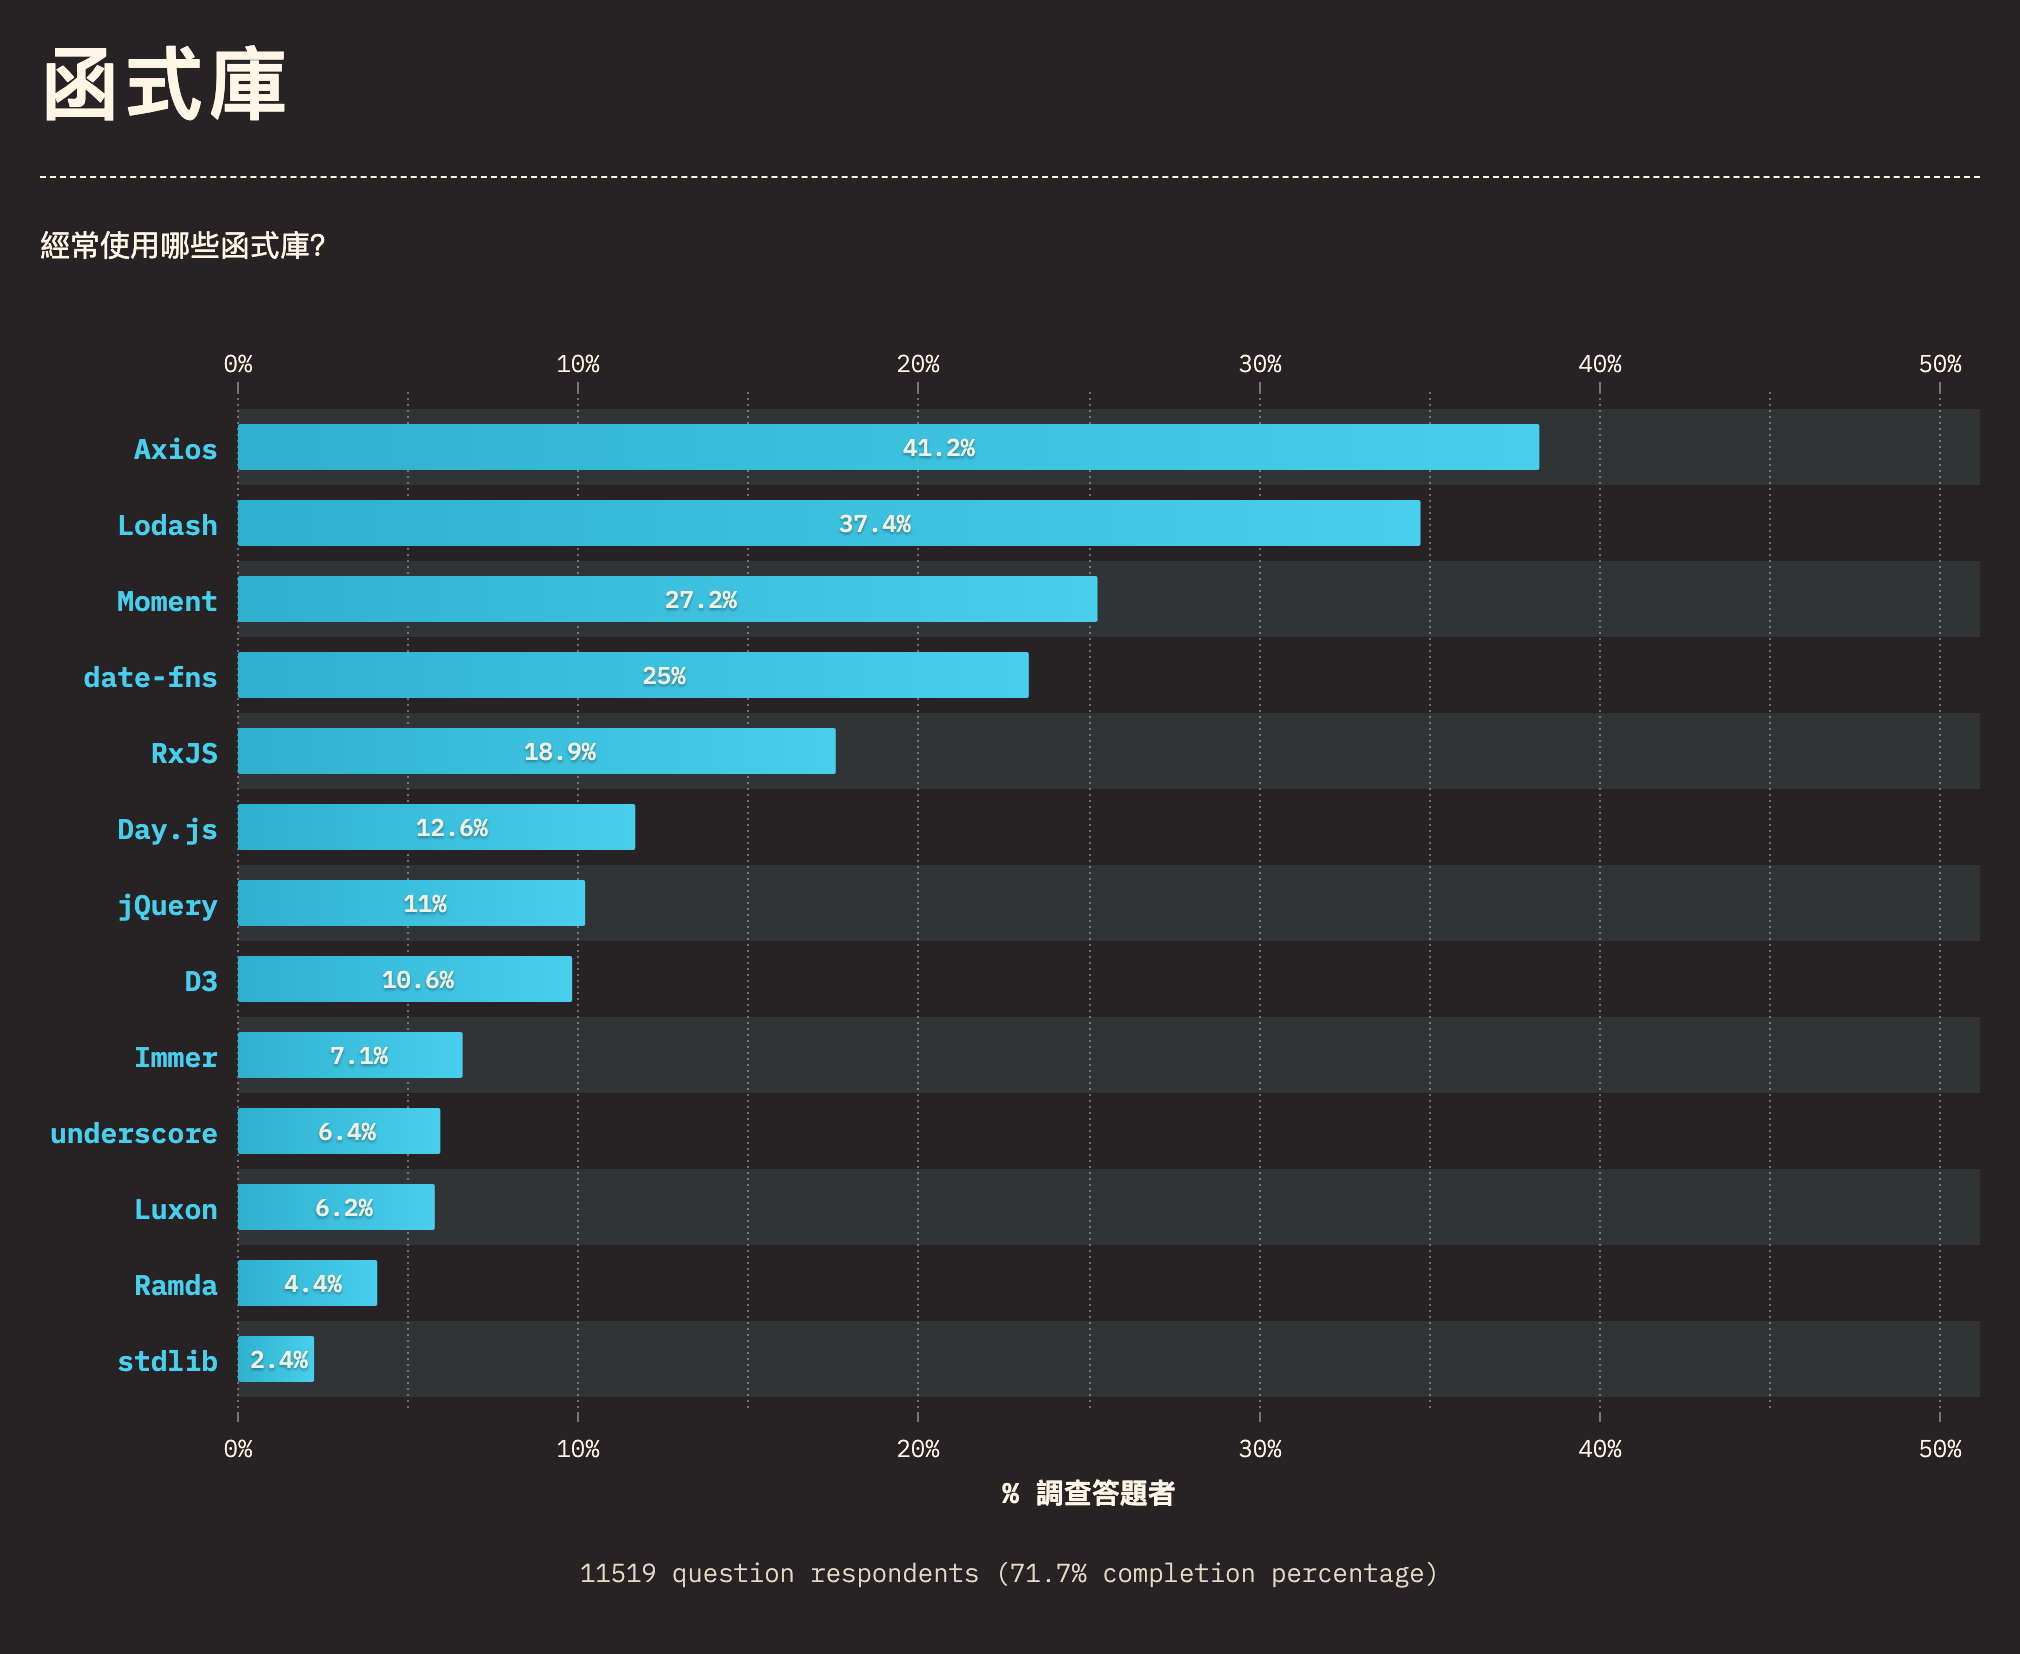 函式庫
經常使用哪些函式庫?
0% 10% 20% 30% 40% 50%
Axios 41.2%
Lodash 37.4%
Moment 27.2%
date-fns 25%
RxJS 18.9%
Day.js 12.6%
jQuery 11%
D3 10.6%
Immer 7.1%
underscore 6.4%
Luxon 6.2%
Ramda 4.4%
stdlib 2.4%
0% 10% 20% 30% 40% 50%
% 調查答題者
11519 question respondents (71.7% completion percentage)